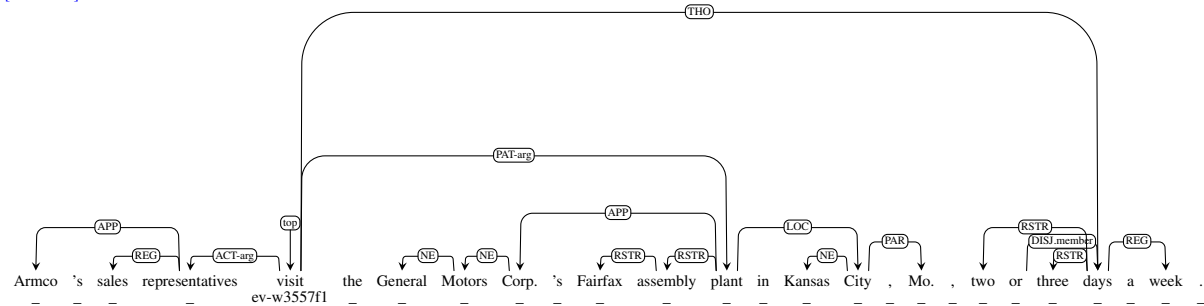 THO
PAT-arg
APP
APP
top
LOC
RSTR
DISJ.member
REG
ACT-arg
NE
NE
RSTR
RSTR
NE
PAR
RSTR
REG
Armco 's sales representatives visit the General Motors Corp. 's Fairfax assembly plant in Kansas City , Mo. , two or three days a week
_ _ _ _ ev-w3557f1 _ _ _ _ _ _ _ _ _ _ _ _ _ _ _ _ _ _ _ _